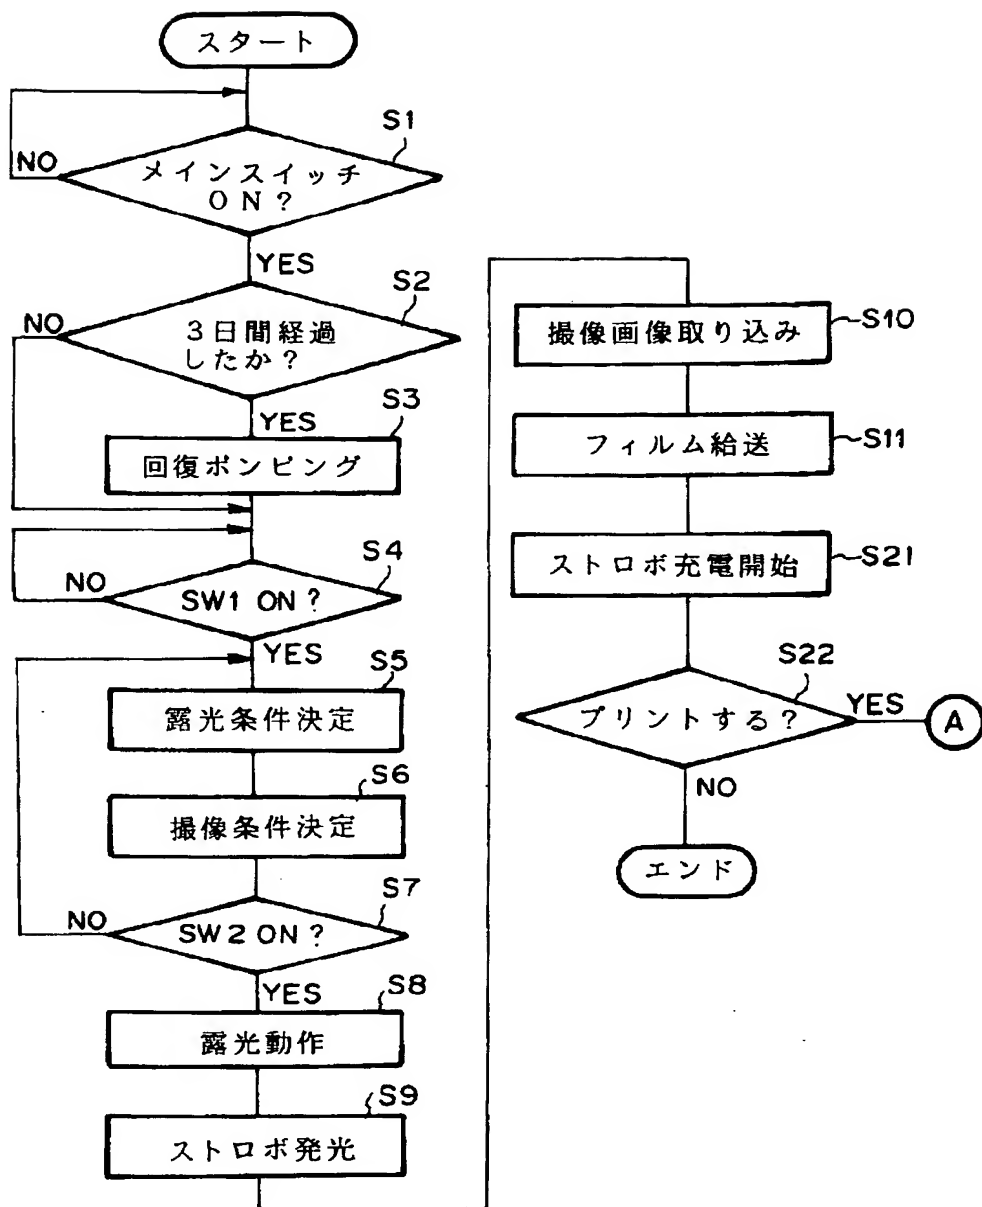 スタート
S1
NO
メインスイッチ
ON?
YES
S2
NO
3日間経過
したか?
YES
S3
回復ポンピング
S4
NO
SW1 ON?
YES
S5
露光条件決定
S6
撮像条件決定
S7
NO
SW2 ON?
YES
S8
露光動作
S9
ストロボ発光
撮像画像取り込み
S10
フィルム給送
S11
ストロボ充電開始
S21
S22
プリントする?
YES
A
NO
エンド